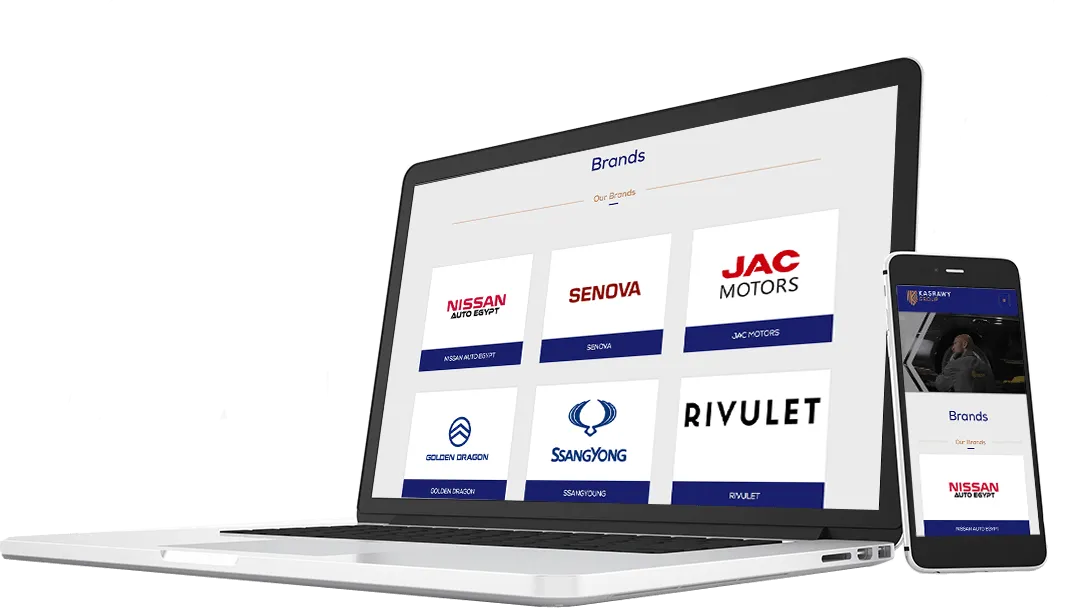 Brands
Our Brands
NISSAN
AUTO EGYPT
NISSAN AUTO EGYPT
SENOVA
SENOVA
JAC
MOTORS
JAC MOTORS
GOLDEN DRAGON
GOLDEN DRAGON
SSANGYONG
SSANGYOUNG
RIVULET
RIVULET
KASRAWY
GROUP
Brands
Our Brands
NISSAN
AUTO EGYPT
NISSAN AUTO EGYPT